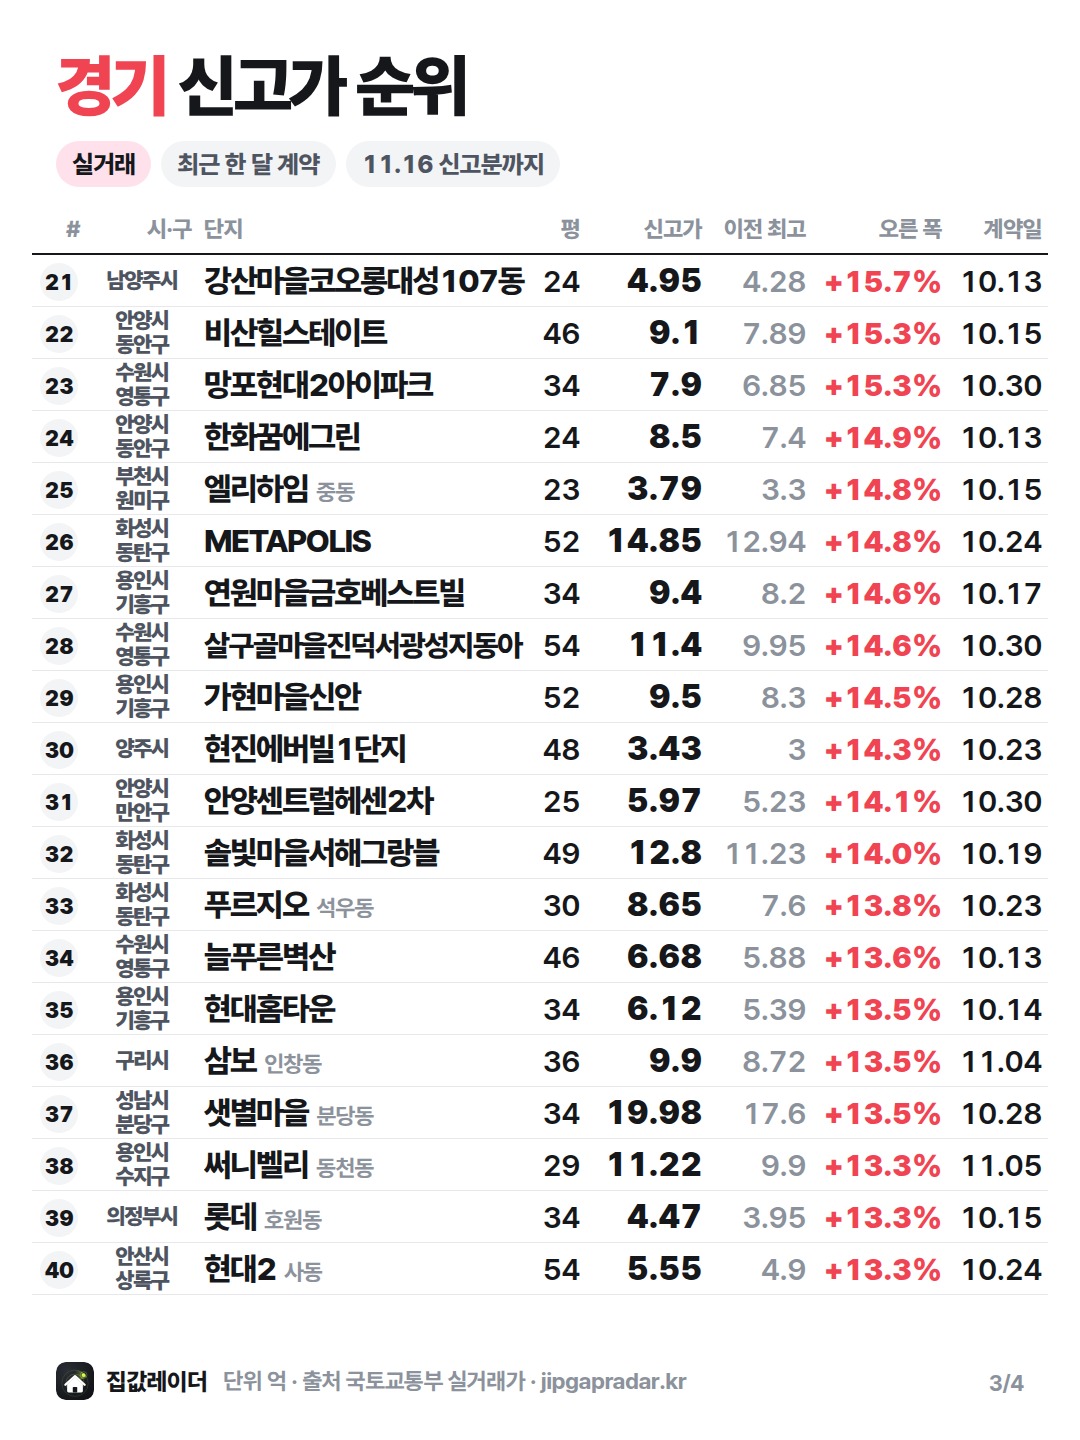 경기 신고가 순위
실거래 최근 한 달 계약 11.16 신고분까지
# 시·구 단지 평 신고가 이전 최고 오른 폭 계약일
21 남양주시 강산마을코오롱대성107동 24 4.95 4.28 +15.7% 10.13
22 안양시 동안구 비산힐스테이트 46 9.1 7.89 +15.3% 10.15
23 수원시 영통구 망포현대2아이파크 34 7.9 6.85 +15.3% 10.30
24 안양시 동안구 한화꿈에그린 24 8.5 7.4 +14.9% 10.13
25 부천시 원미구 엘리하임 중동 23 3.79 3.3 +14.8% 10.15
26 화성시 동탄구 METAPOLIS 52 14.85 12.94 +14.8% 10.24
27 용인시 기흥구 연원마을금호베스트빌 34 9.4 8.2 +14.6% 10.17
28 수원시 영통구 살구골마을진덕서광성지동아 54 11.4 9.95 +14.6% 10.30
29 용인시 기흥구 가현마을신안 52 9.5 8.3 +14.5% 10.28
30 양주시 현진에버빌1단지 48 3.43 3 +14.3% 10.23
31 안양시 만안구 안양센트럴헤센2차 25 5.97 5.23 +14.1% 10.30
32 화성시 동탄구 솔빛마을서해그랑블 49 12.8 11.23 +14.0% 10.19
33 화성시 동탄구 푸르지오 석우동 30 8.65 7.6 +13.8% 10.23
34 수원시 영통구 늘푸른벽산 46 6.68 5.88 +13.6% 10.13
35 용인시 기흥구 현대홈타운 34 6.12 5.39 +13.5% 10.14
36 구리시 삼보 인창동 36 9.9 8.72 +13.5% 11.04
37 성남시 분당구 샛별마을 분당동 34 19.98 17.6 +13.5% 10.28
38 용인시 수지구 써니벨리 동천동 29 11.22 9.9 +13.3% 11.05
39 의정부시 롯데 호원동 34 4.47 3.95 +13.3% 10.15
40 안산시 상록구 현대2 사동 54 5.55 4.9 +13.3% 10.24
집값레이더 단위 억 · 출처 국토교통부 실거래가 · jipgapradar.kr 3/4